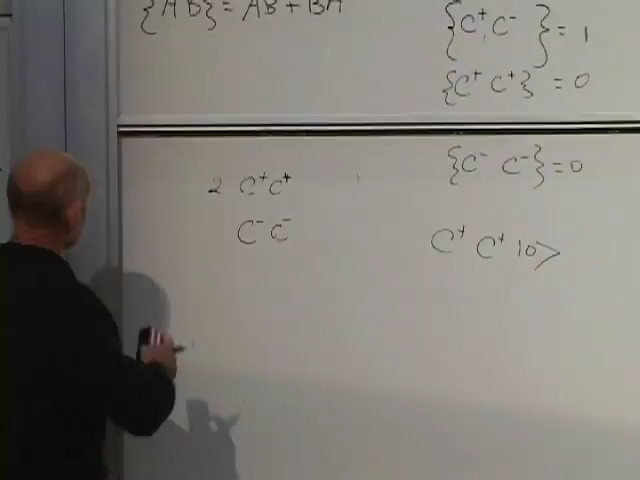 {A B} = AB + BA
{C⁺, C⁻} = 1
{C⁺ C⁺} = 0
{C⁻ C⁻} = 0
2 C⁺C⁺
C⁻ C⁻
C⁺ C⁺ |0>